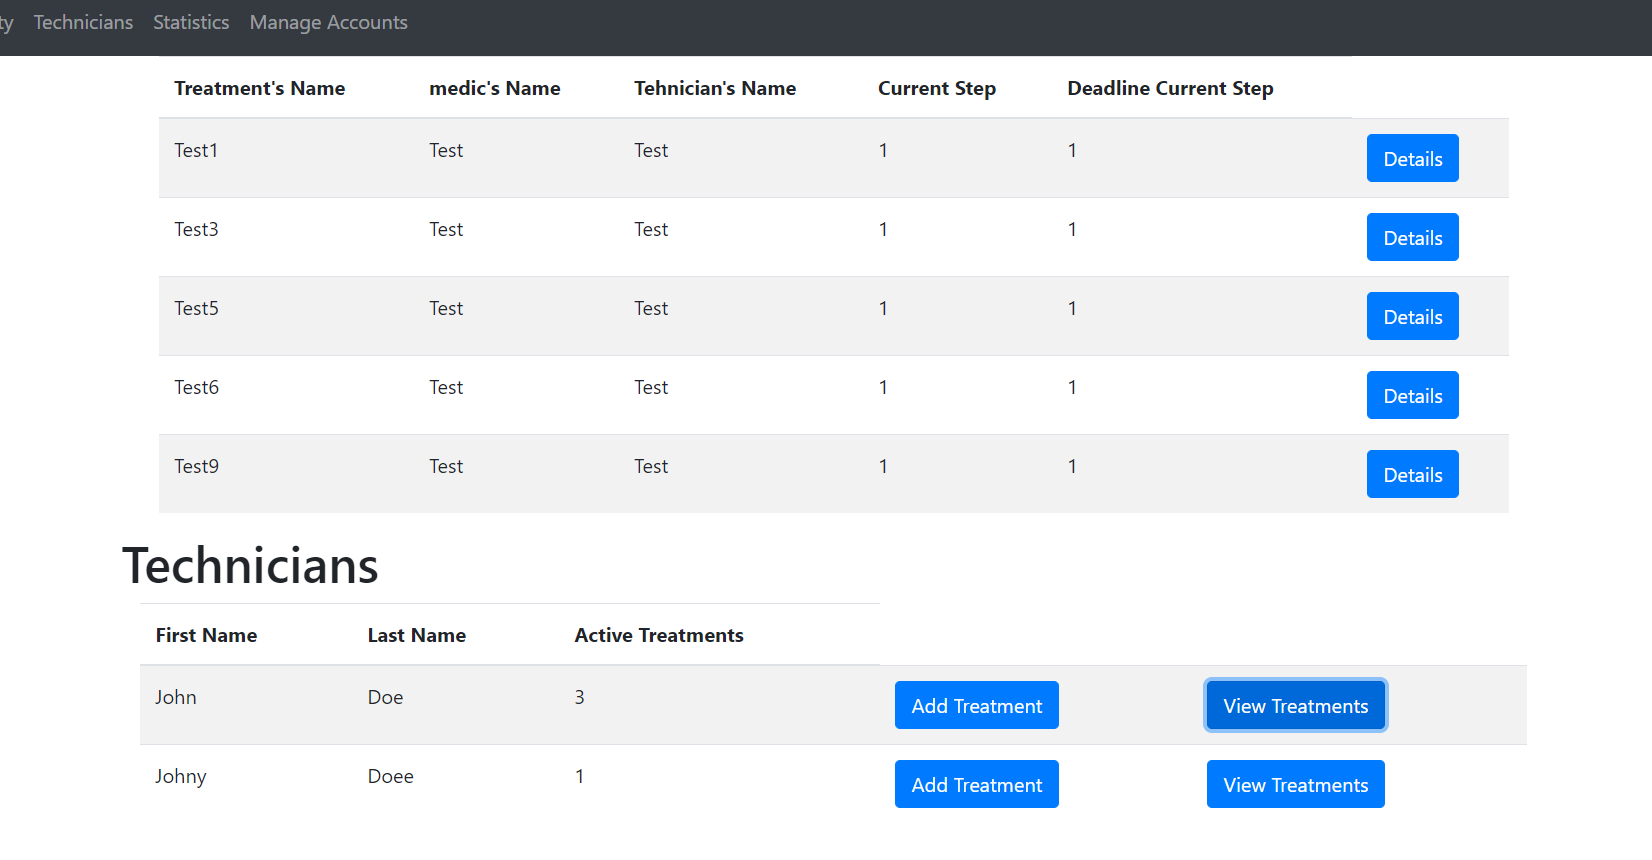 ty Technicians Statistics Manage Accounts
Treatment's Name medic's Name Tehnician's Name Current Step Deadline Current Step
Test1 Test Test 1 1 Details
Test3 Test Test 1 1 Details
Test5 Test Test 1 1 Details
Test6 Test Test 1 1 Details
Test9 Test Test 1 1 Details
Technicians
First Name Last Name Active Treatments
John Doe 3 Add Treatment View Treatments
Johny Doee 1 Add Treatment View Treatments